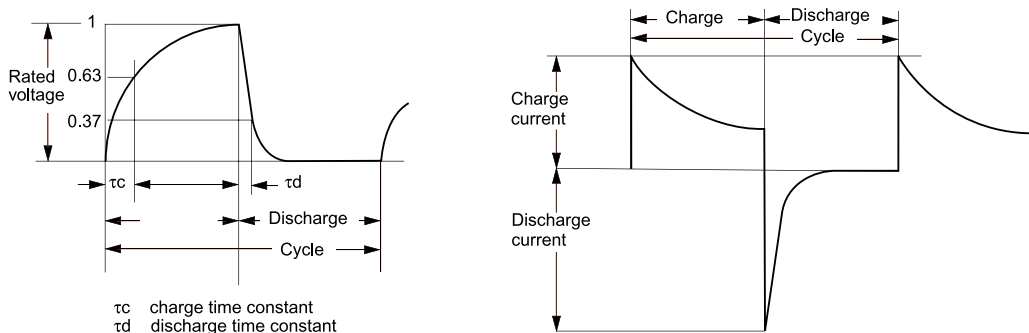 1
Rated
voltage
0.63
0.37
τc
τd
Discharge
Cycle
τc charge time constant
τd discharge time constant
Charge
Discharge
Cycle
Charge
current
Discharge
current